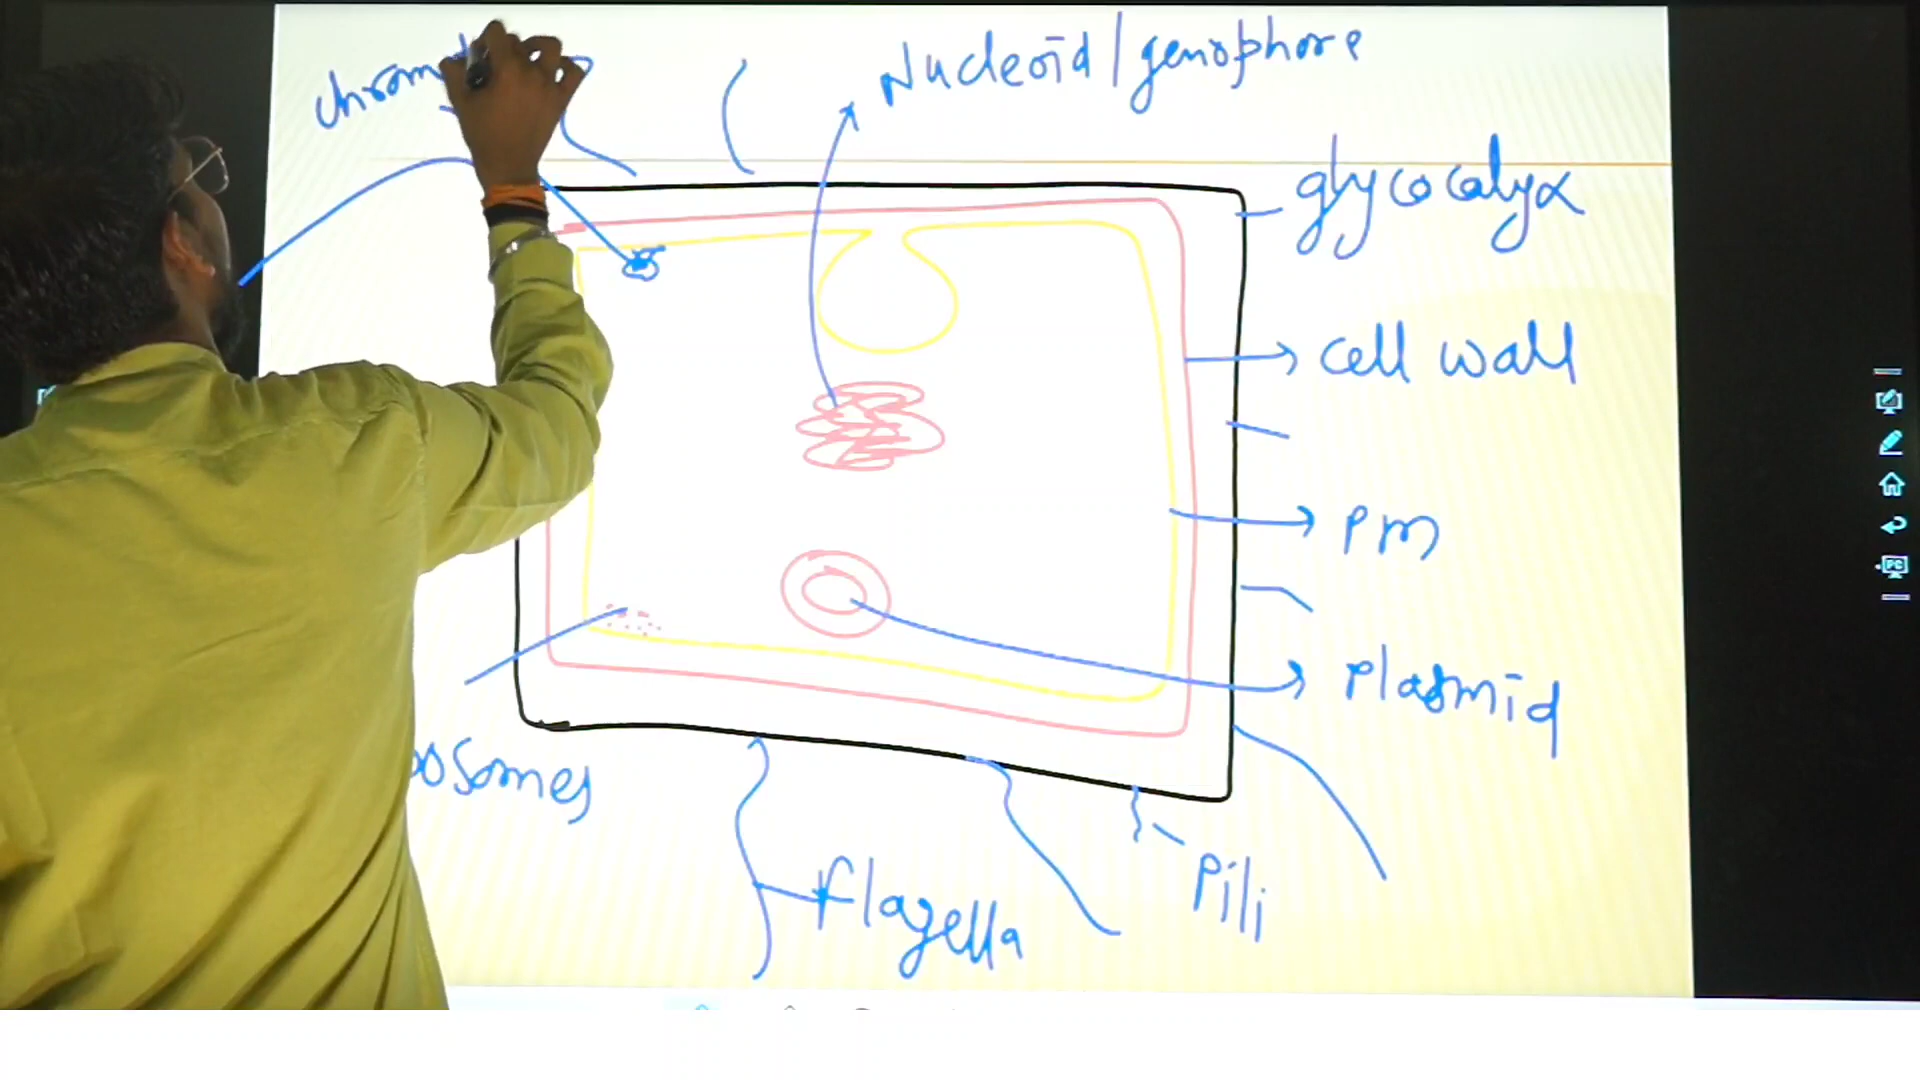 Nucleoid/genophore
glycocalyx
cell wall
PM
Plasmid
Pili
flagella